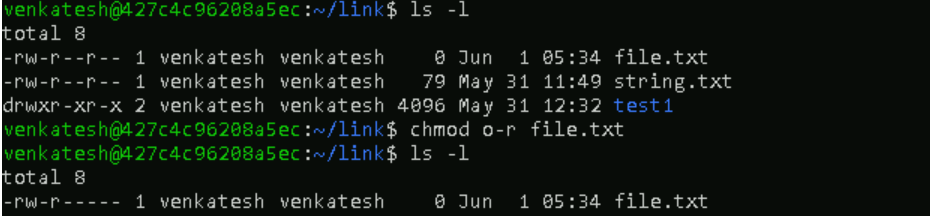 venkatesh@427c4c96208a5ec:~/link$ ls -l
total 8
-rw-r--r-- 1 venkatesh venkatesh    0 Jun  1 05:34 file.txt
-rw-r--r-- 1 venkatesh venkatesh   79 May 31 11:49 string.txt
drwxr-xr-x 2 venkatesh venkatesh 4096 May 31 12:32 test1
venkatesh@427c4c96208a5ec:~/link$ chmod o-r file.txt
venkatesh@427c4c96208a5ec:~/link$ ls -l
total 8
-rw-r----- 1 venkatesh venkatesh    0 Jun  1 05:34 file.txt